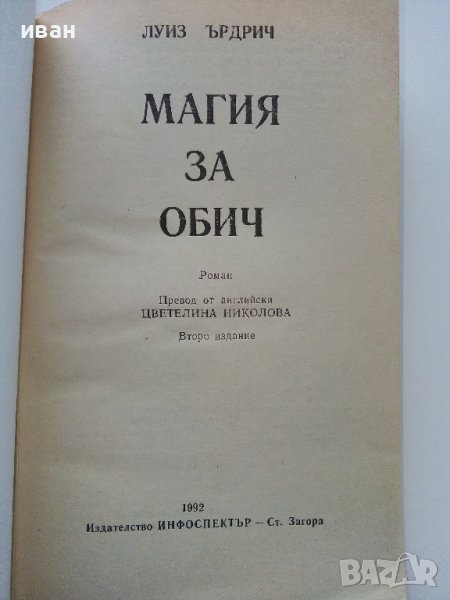 иван
ЛУИЗ ЪРДРИЧ
МАГИЯ
ЗА
ОБИЧ
Роман
Превод от английски
ЦВЕТЕЛИНА НИКОЛОВА
Второ издание
1992
Издателство ИНФОСПЕКТЪР — Ст. Загора
BAZAR